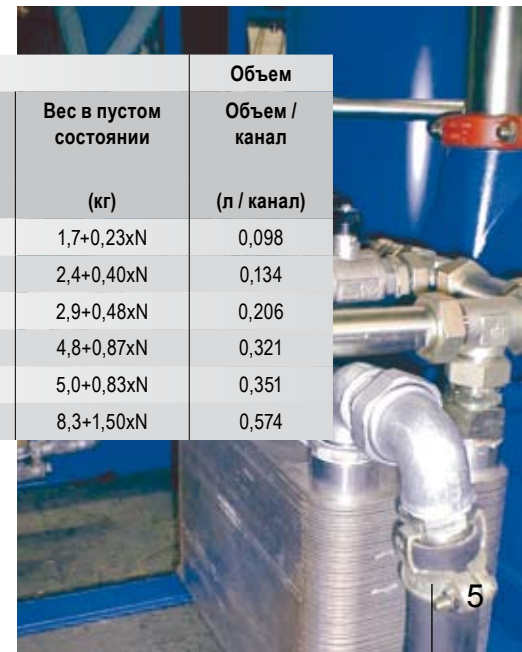 Объем
Вес в пустом Объем /
состоянии канал
(кг) (л / канал)
1,7+0,23xN 0,098
2,4+0,40xN 0,134
2,9+0,48xN 0,206
4,8+0,87xN 0,321
5,0+0,83xN 0,351
8,3+1,50xN 0,574
5